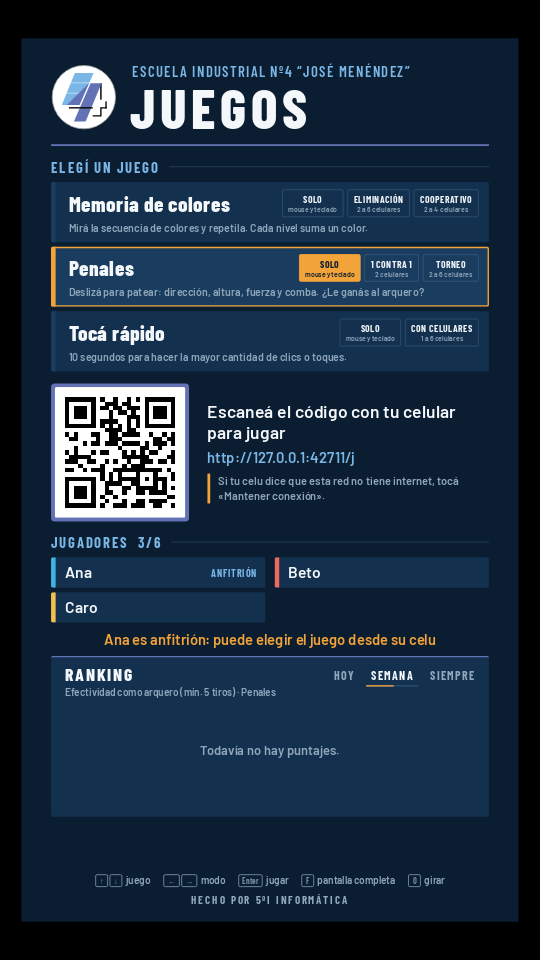 ESCUELA INDUSTRIAL Nº4 “JOSÉ MENÉNDEZ”
JUEGOS
ELEGÍ UN JUEGO
Memoria de colores
SOLO
mouse y teclado
ELIMINACIÓN
2 a 6 celulares
COOPERATIVO
2 a 4 celulares
Mirá la secuencia de colores y repetila. Cada nivel suma un color.
Penales
SOLO
mouse y teclado
1 CONTRA 1
2 celulares
TORNEO
2 a 6 celulares
Deslizá para patear: dirección, altura, fuerza y comba. ¿Le ganás al arquero?
Tocá rápido
SOLO
mouse y teclado
CON CELULARES
1 a 6 celulares
10 segundos para hacer la mayor cantidad de clics o toques.
Escaneá el código con tu celular
para jugar
http://127.0.0.1:42711/j
Si tu celu dice que esta red no tiene internet, tocá
«Mantener conexión».
JUGADORES 3/6
Ana ANFITRIÓN
Beto
Caro
Ana es anfitrión: puede elegir el juego desde su celu
RANKING
HOY SEMANA SIEMPRE
Efectividad como arquero (mín. 5 tiros) · Penales
Todavía no hay puntajes.
↑ ↓ juego ← → modo Enter jugar F pantalla completa 0 girar
HECHO POR 5º1 INFORMÁTICA